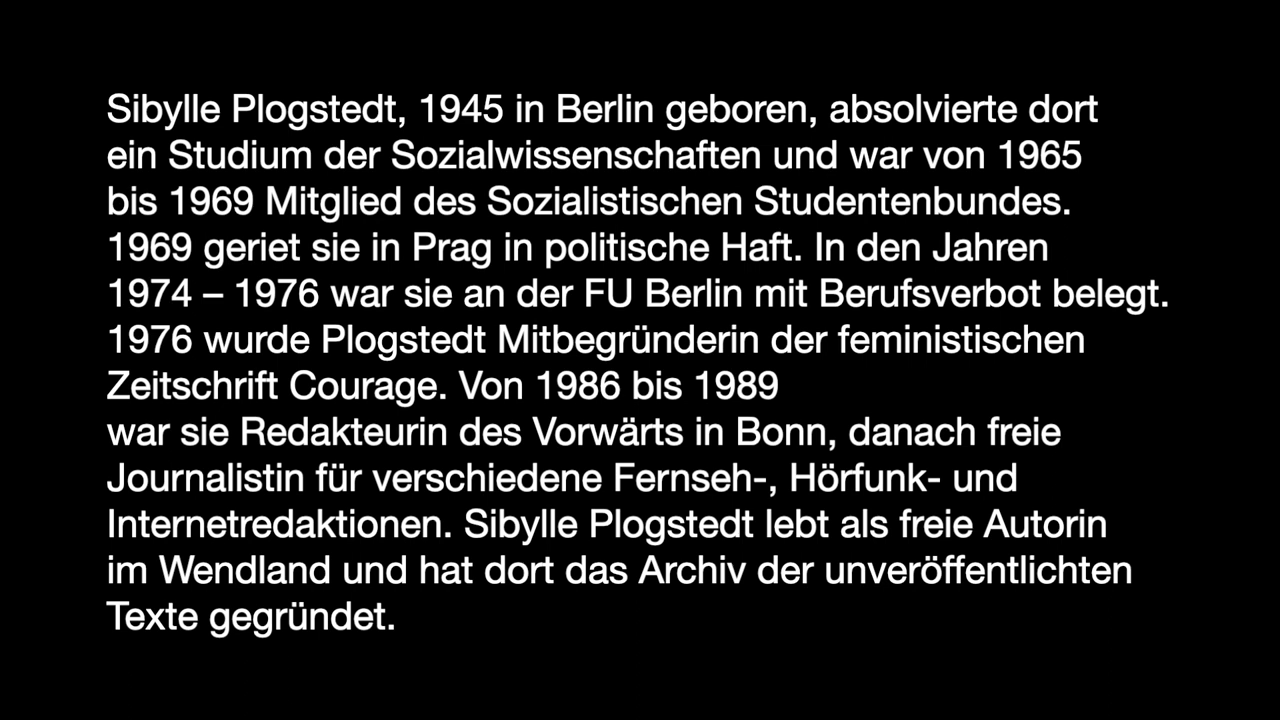 Sibylle Plogstedt, 1945 in Berlin geboren, absolvierte dort
ein Studium der Sozialwissenschaften und war von 1965
bis 1969 Mitglied des Sozialistischen Studentenbundes.
1969 geriet sie in Prag in politische Haft. In den Jahren
1974 – 1976 war sie an der FU Berlin mit Berufsverbot belegt.
1976 wurde Plogstedt Mitbegründerin der feministischen
Zeitschrift Courage. Von 1986 bis 1989
war sie Redakteurin des Vorwärts in Bonn, danach freie
Journalistin für verschiedene Fernseh-, Hörfunk- und
Internetredaktionen. Sibylle Plogstedt lebt als freie Autorin
im Wendland und hat dort das Archiv der unveröffentlichten
Texte gegründet.